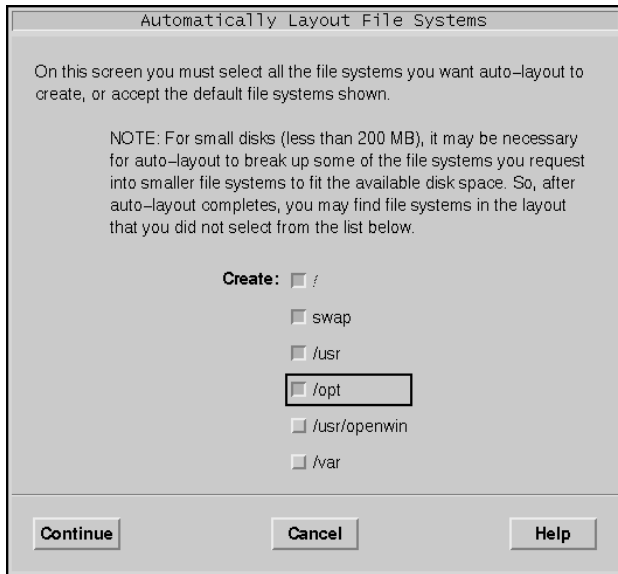 Automatically Layout File Systems
On this screen you must select all the file systems you want auto–layout to
create, or accept the default file systems shown.
NOTE: For small disks (less than 200 MB), it may be necessary
for auto–layout to break up some of the file systems you request
into smaller file systems to fit the available disk space. So, after
auto–layout completes, you may find file systems in the layout
that you did not select from the list below.
Create: /
swap
/usr
/opt
/usr/openwin
/var
Continue Cancel Help